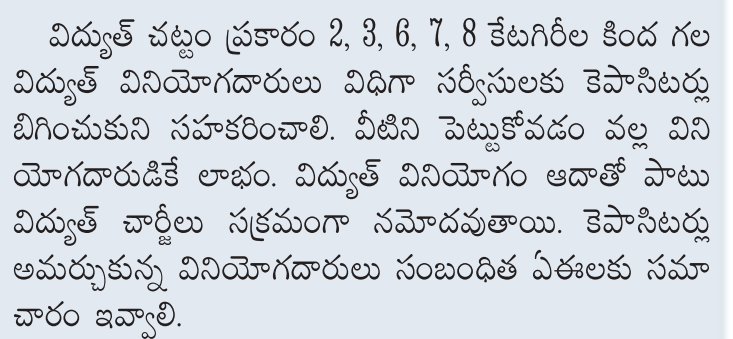 విద్యుత్ చట్టం ప్రకారం 2, 3, 6, 7, 8 కేటగిరీల కింద గల
విద్యుత్ వినియోగదారులు విధిగా సర్వీసులకు కెపాసిటర్లు
బిగించుకుని సహకరించాలి. వీటిని పెట్టుకోవడం వల్ల విని
యోగదారుడికే లాభం. విద్యుత్ వినియోగం ఆదాతో పాటు
విద్యుత్ చార్జీలు సక్రమంగా నమోదవుతాయి. కెపాసిటర్లు
అమర్చుకున్న వినియోగదారులు సంబంధిత ఏఈలకు సమా
చారం ఇవ్వాలి.